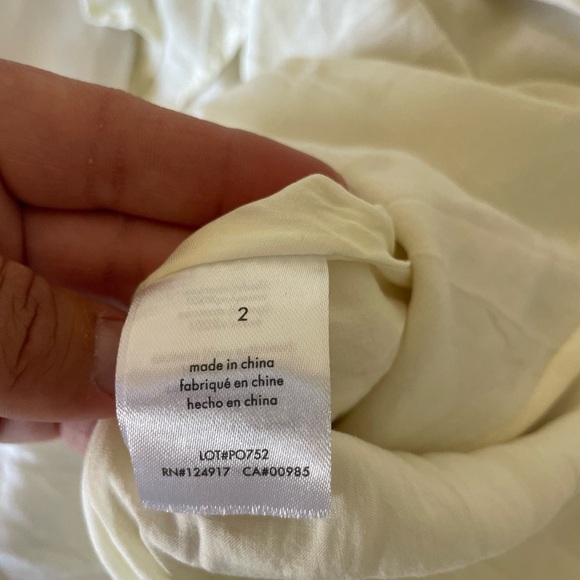 2
made in china
fabriqué en chine
hecho en china
LOT#PO752
RN#124917 CA#00985